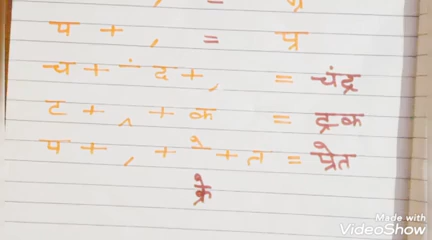 प + ् र = प्र
च + ं द + ् र = चंद्र
ट + ् र + क = ट्रक
प + ् र + े + त = प्रेत
क्रे
Made with
VideoShow